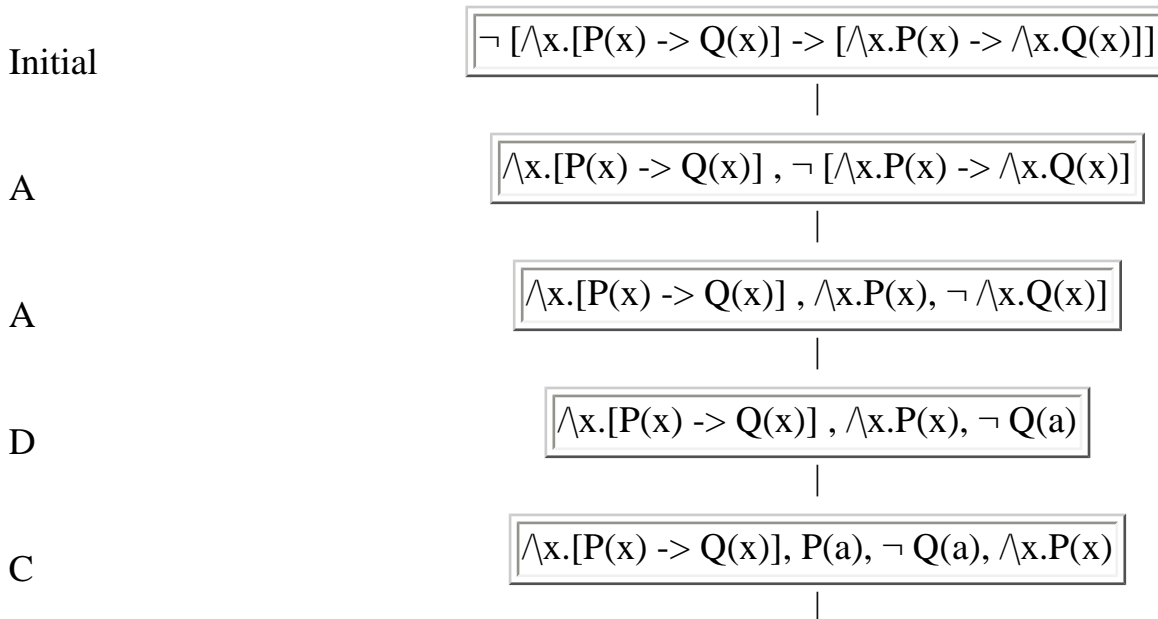 Initial ¬ [/\x.[P(x) -> Q(x)] -> [/\x.P(x) -> /\x.Q(x)]]
A /\x.[P(x) -> Q(x)] , ¬ [/\x.P(x) -> /\x.Q(x)]
A /\x.[P(x) -> Q(x)] , /\x.P(x), ¬ /\x.Q(x)]
D /\x.[P(x) -> Q(x)] , /\x.P(x), ¬ Q(a)
C /\x.[P(x) -> Q(x)], P(a), ¬ Q(a), /\x.P(x)